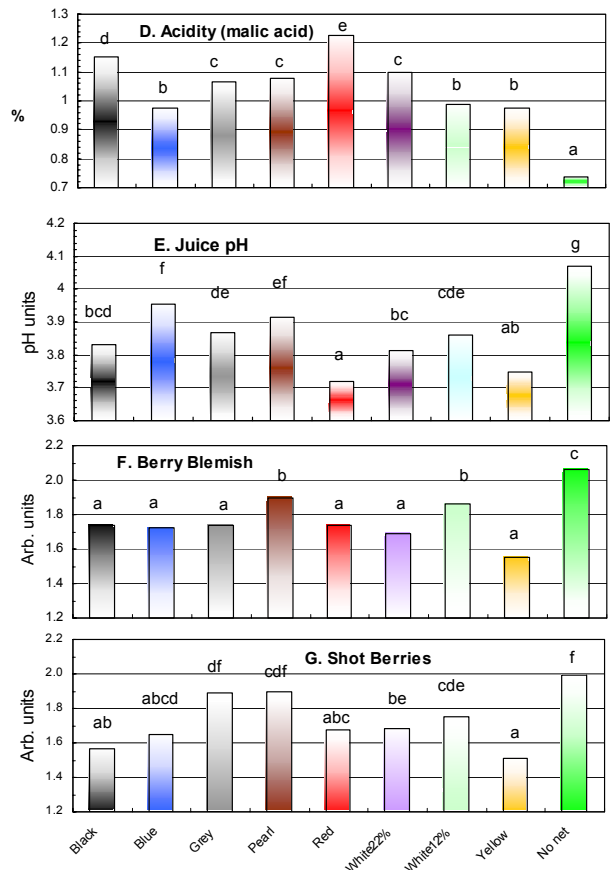 D. Acidity (malic acid)
%
1.3
1.2
1.1
1
0.9
0.8
0.7
d
b
c
c
e
c
b
b
a
E. Juice pH
pH units
4.2
4.1
4
3.9
3.8
3.7
3.6
bcd
f
de
ef
a
bc
cde
ab
g
F. Berry Blemish
Arb. units
2.2
2.0
1.8
1.6
1.4
1.2
a
a
a
b
a
a
b
a
c
G. Shot Berries
Arb. units
2.2
2.0
1.8
1.6
1.4
1.2
ab
abcd
df
cdf
abc
be
cde
a
f
Black
Blue
Grey
Pearl
Red
White22%
White12%
Yellow
No net